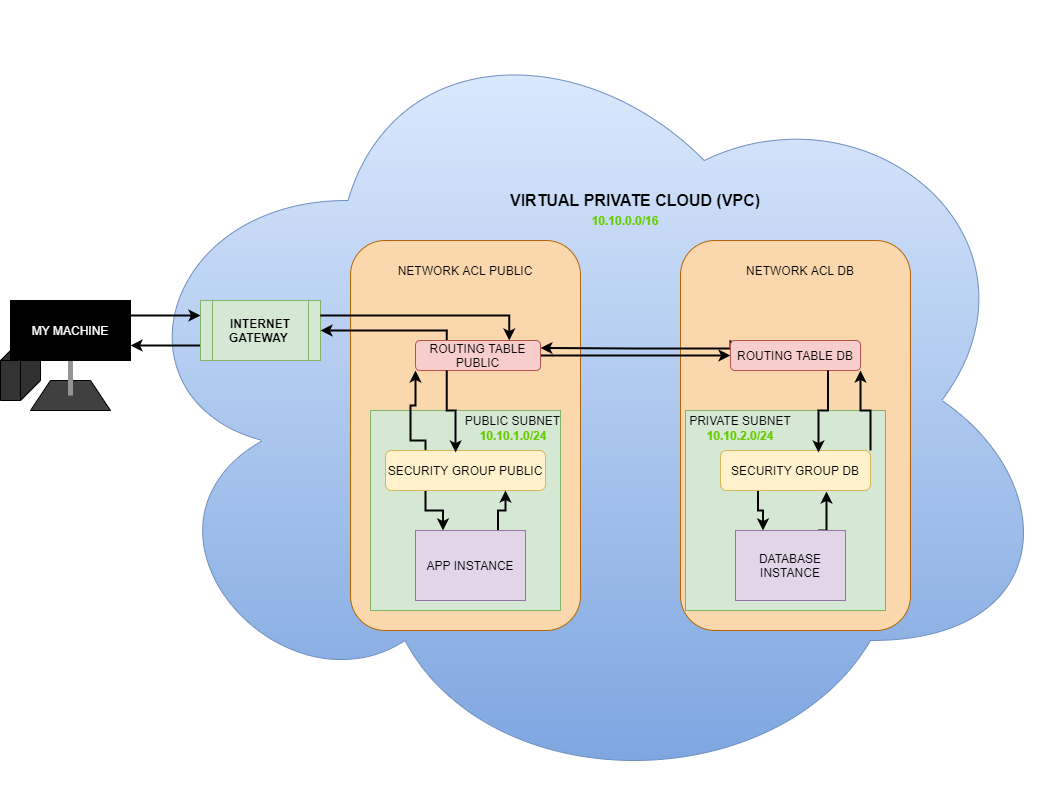 VIRTUAL PRIVATE CLOUD (VPC)
10.10.0.0/16
NETWORK ACL PUBLIC
NETWORK ACL DB
MY MACHINE
INTERNET
GATEWAY
ROUTING TABLE
PUBLIC
ROUTING TABLE DB
PUBLIC SUBNET
10.10.1.0/24
PRIVATE SUBNET
10.10.2.0/24
SECURITY GROUP PUBLIC
SECURITY GROUP DB
APP INSTANCE
DATABASE
INSTANCE